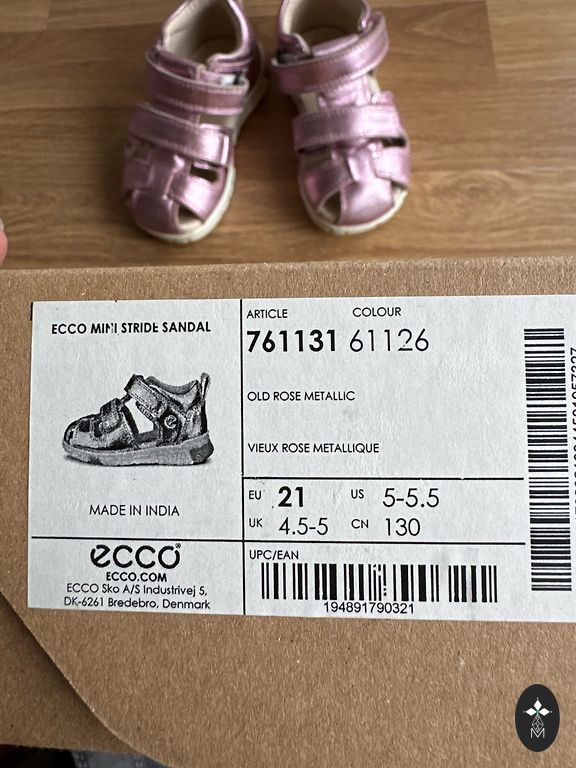 ECCO MINI STRIDE SANDAL
MADE IN INDIA
ecco
ECCO.COM
ECCO Sko A/S Industrivej 5,
DK-6261 Bredebro, Denmark
ARTICLE COLOUR
761131 61126
OLD ROSE METALLIC
VIEUX ROSE METALLIQUE
EU 21 US 5-5.5
UK 4.5-5 CN 130
UPC/EAN
194891790321